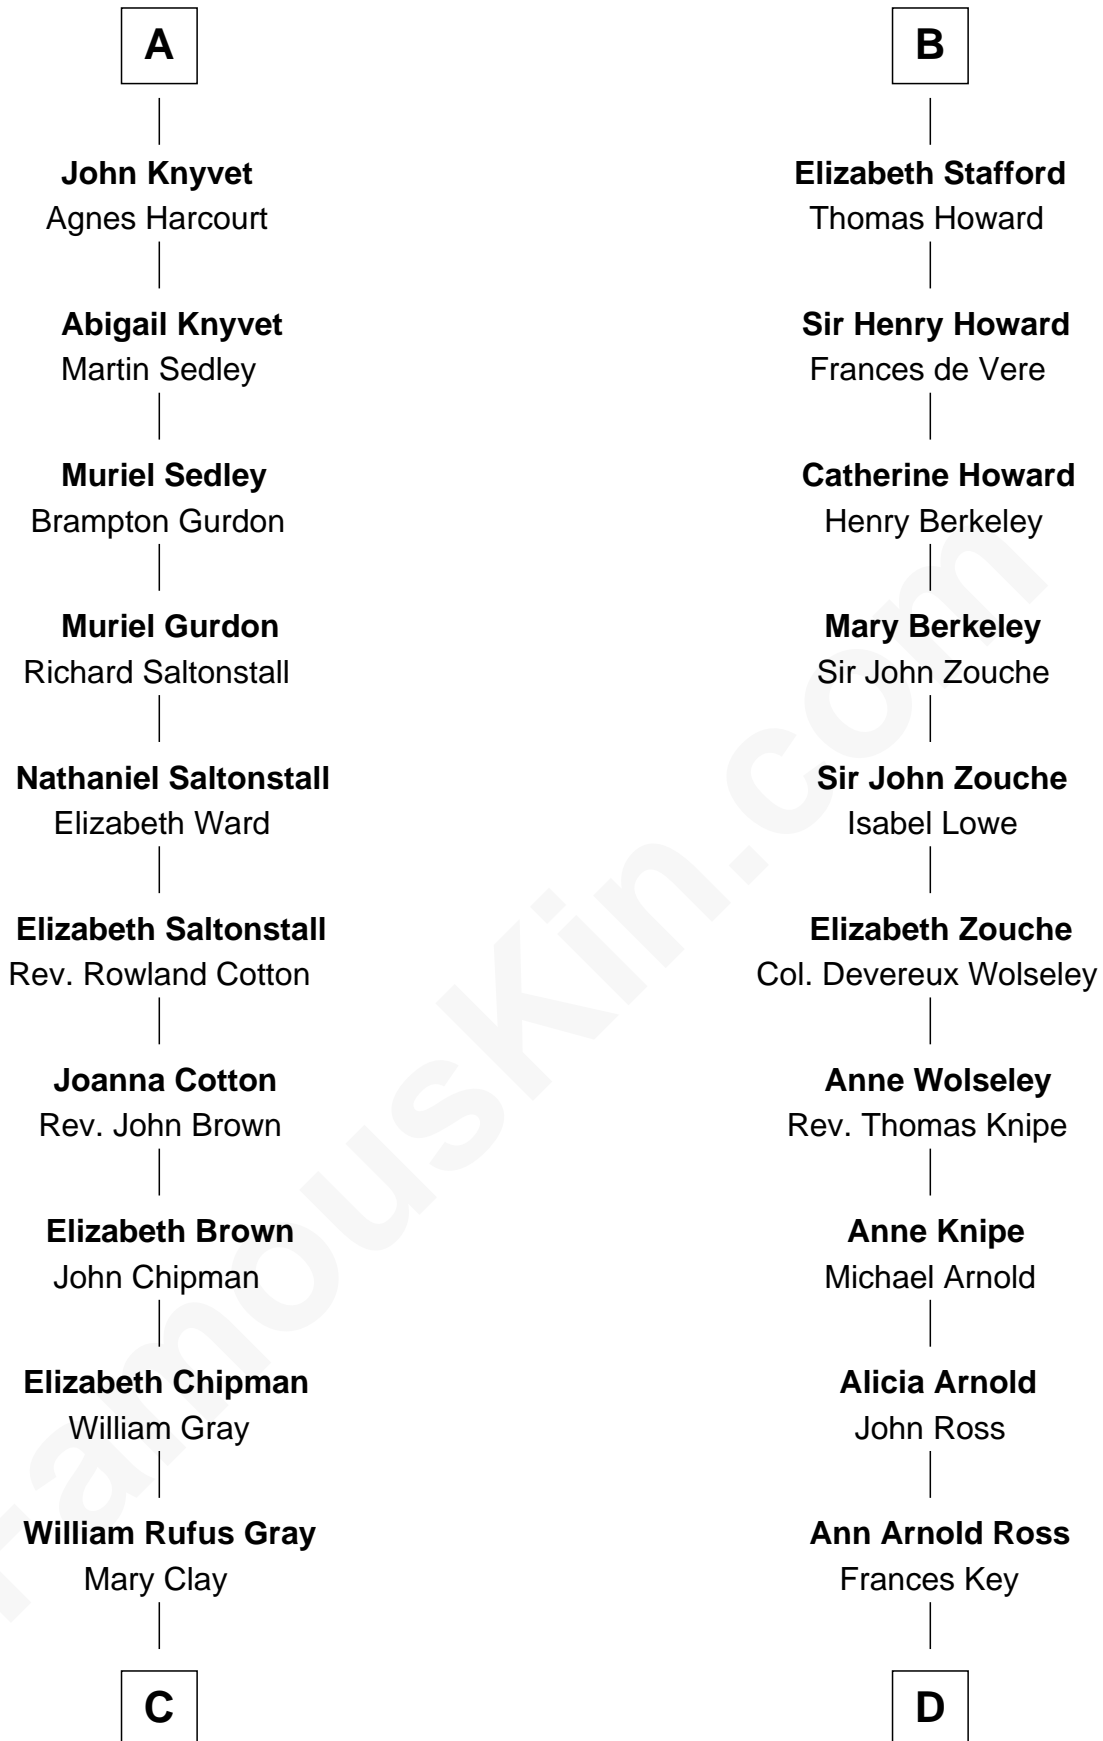 A
John Knyvet
Agnes Harcourt
Abigail Knyvet
Martin Sedley
Muriel Sedley
Brampton Gurdon
Muriel Gurdon
Richard Saltonstall
Nathaniel Saltonstall
Elizabeth Ward
Elizabeth Saltonstall
Rev. Rowland Cotton
Joanna Cotton
Rev. John Brown
Elizabeth Brown
John Chipman
Elizabeth Chipman
William Gray
William Rufus Gray
Mary Clay
C
B
Elizabeth Stafford
Thomas Howard
Sir Henry Howard
Frances de Vere
Catherine Howard
Henry Berkeley
Mary Berkeley
Sir John Zouche
Sir John Zouche
Isabel Lowe
Elizabeth Zouche
Col. Devereux Wolseley
Anne Wolseley
Rev. Thomas Knipe
Anne Knipe
Michael Arnold
Alicia Arnold
John Ross
Ann Arnold Ross
Frances Key
D
FamousKin.com